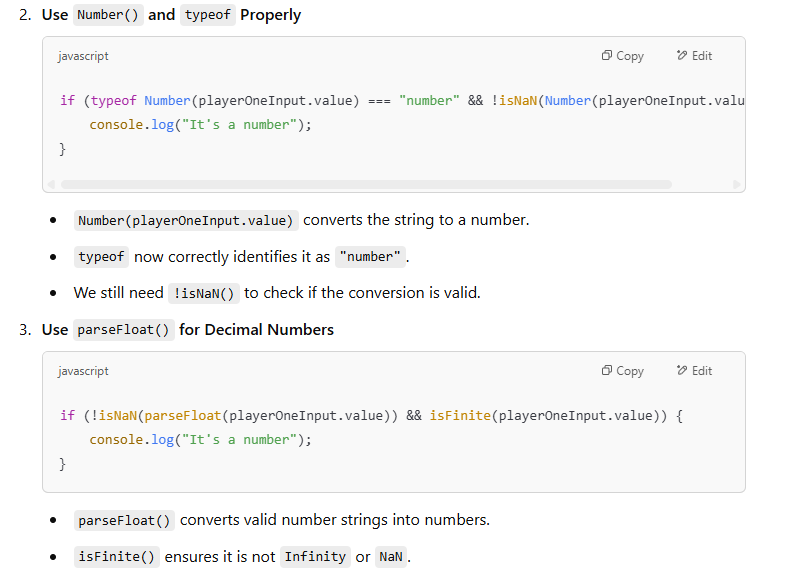 2. Use Number() and typeof Properly
javascript
Copy
Edit
if (typeof Number(playerOneInput.value) === "number" && !isNaN(Number(playerOneInput.valu
console.log("It's a number");
}
• Number(playerOneInput.value) converts the string to a number.
• typeof now correctly identifies it as "number".
• We still need !isNaN() to check if the conversion is valid.
3. Use parseFloat() for Decimal Numbers
javascript
Copy
Edit
if (!isNaN(parseFloat(playerOneInput.value)) && isFinite(playerOneInput.value)) {
console.log("It's a number");
}
• parseFloat() converts valid number strings into numbers.
• isFinite() ensures it is not Infinity or NaN.